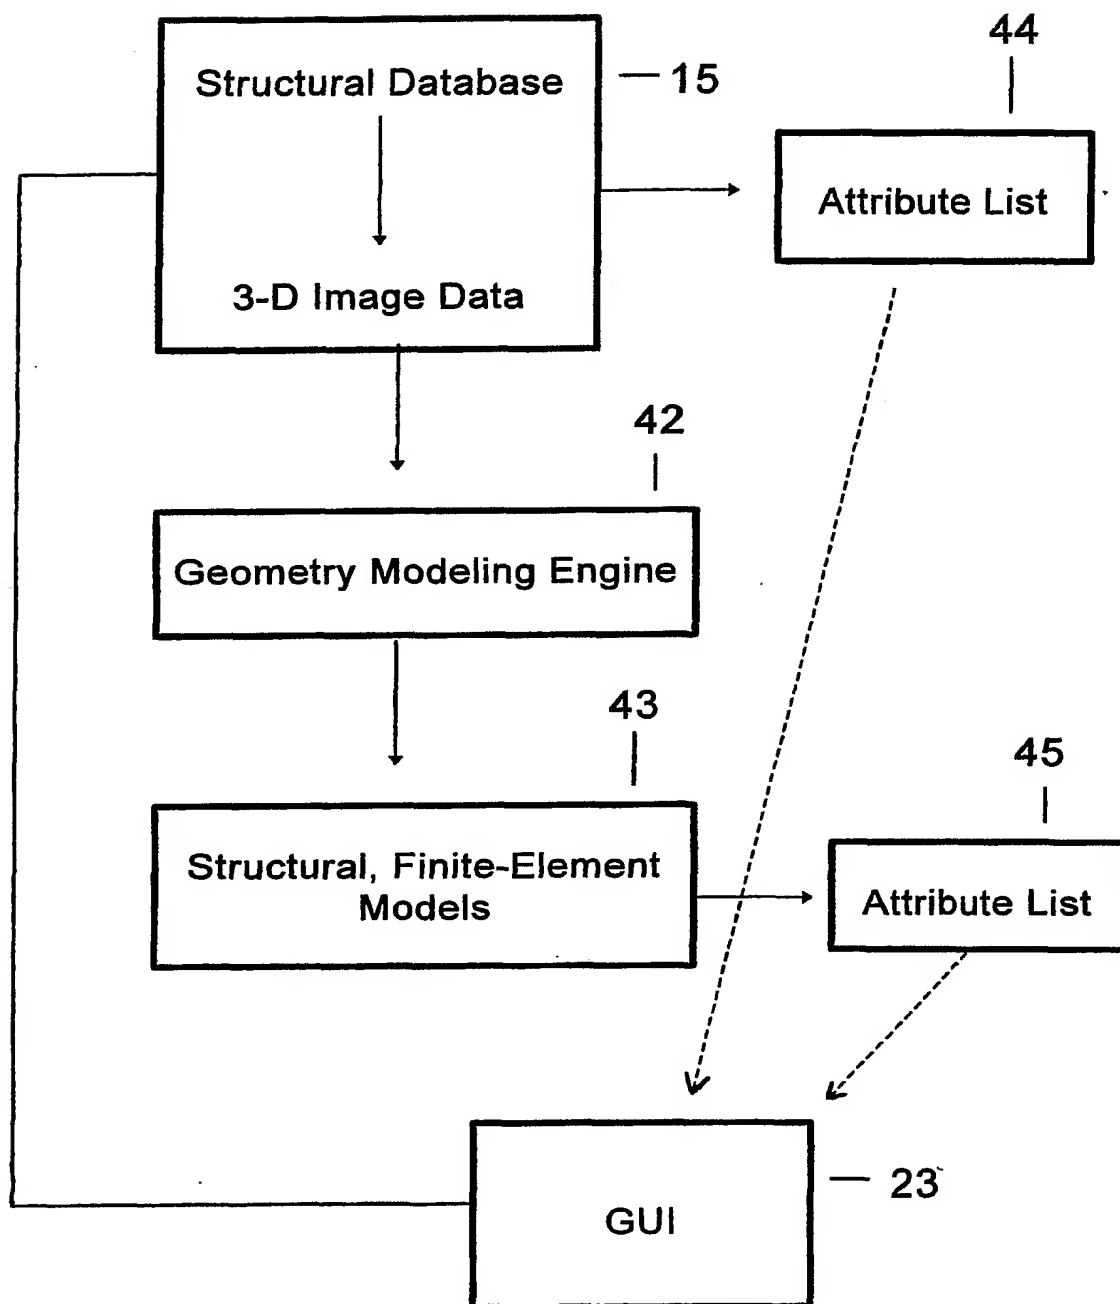 44
Structural Database
15
Attribute List
3-D Image Data
42
Geometry Modeling Engine
43
Structural, Finite-Element
Models
45
Attribute List
23
GUI